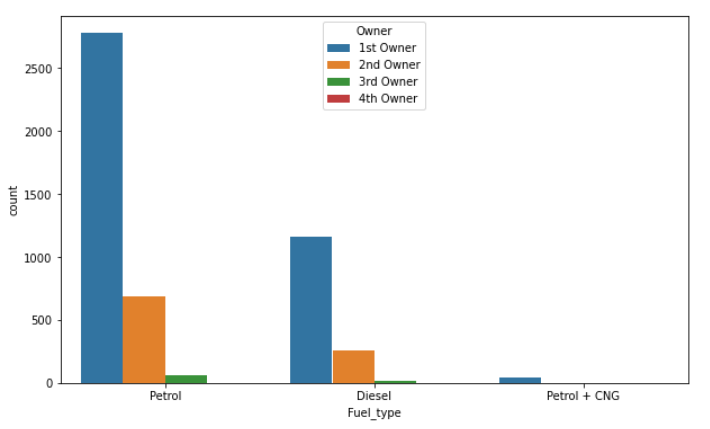 Owner
1st Owner
2nd Owner
3rd Owner
4th Owner
2500
2000
1500
1000
500
0
count
Petrol
Diesel
Petrol + CNG
Fuel_type